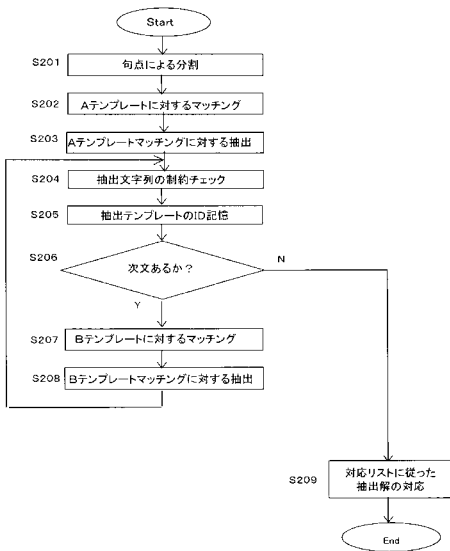 Start
S201
句点による分割
S202
Aテンプレートに対するマッチング
S203
Aテンプレートマッチングに対する抽出
S204
抽出文字列の制約チェック
S205
抽出テンプレートのID記憶
S206
次文あるか？
N
Y
S207
Bテンプレートに対するマッチング
S208
Bテンプレートマッチングに対する抽出
S209
対応リストに従った
抽出解の対応
End